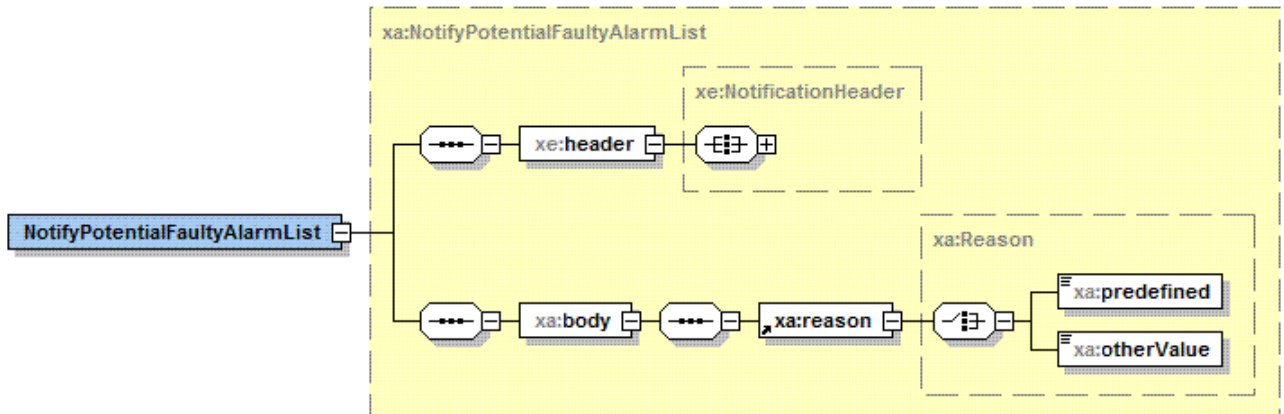 xa:NotifyPotentialFaultyAlarmList
xe:NotificationHeader
xe:header
NotifyPotentialFaultyAlarmList
xa:Reason
xa:predefined
xa:body
xa:reason
xa:otherValue